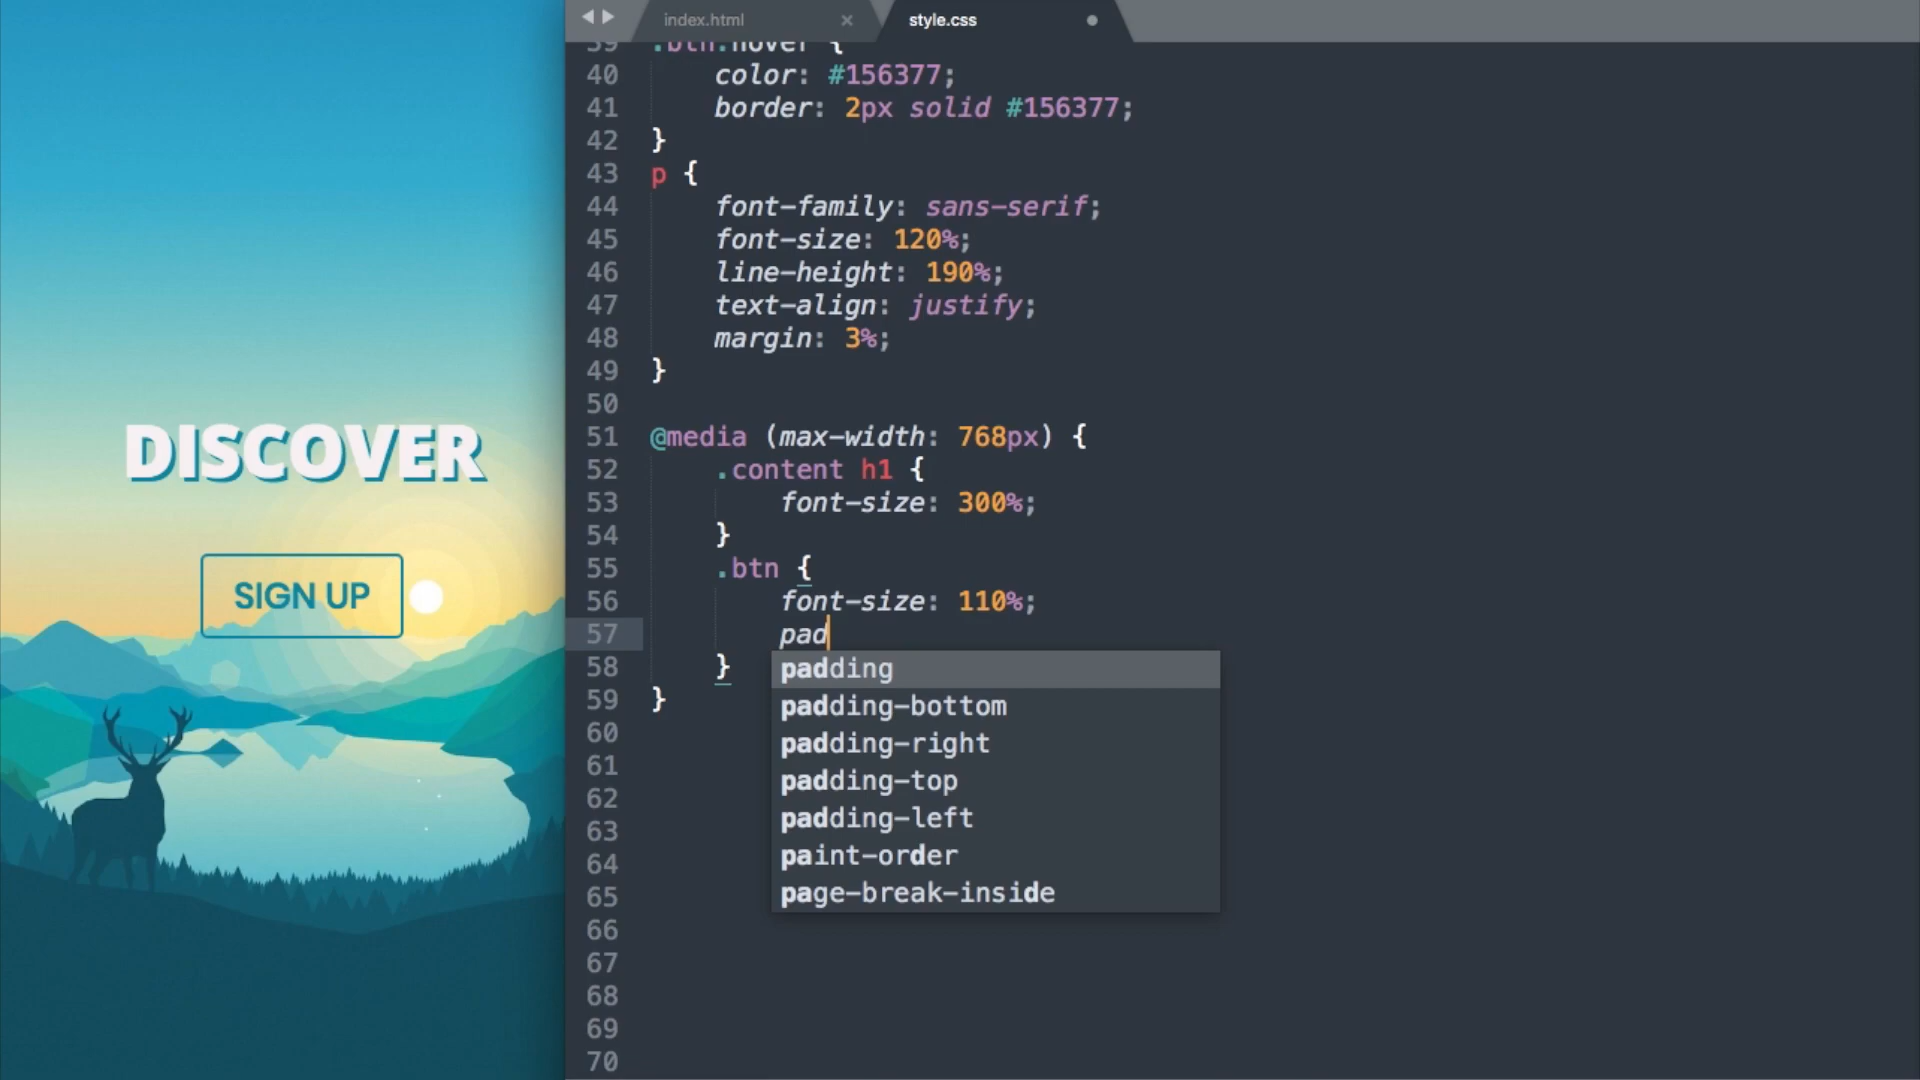 index.html
style.css
DISCOVER
SIGN UP
39 .btn:hover {
40 color: #156377;
41 border: 2px solid #156377;
42 }
43 p {
44 font-family: sans-serif;
45 font-size: 120%;
46 line-height: 190%;
47 text-align: justify;
48 margin: 3%;
49 }
50
51 @media (max-width: 768px) {
52 .content h1 {
53 font-size: 300%;
54 }
55 .btn {
56 font-size: 110%;
57 pad
58 }
59 }
60
61
62
63
64
65
66
67
68
69
70
padding
padding-bottom
padding-right
padding-top
padding-left
paint-order
page-break-inside